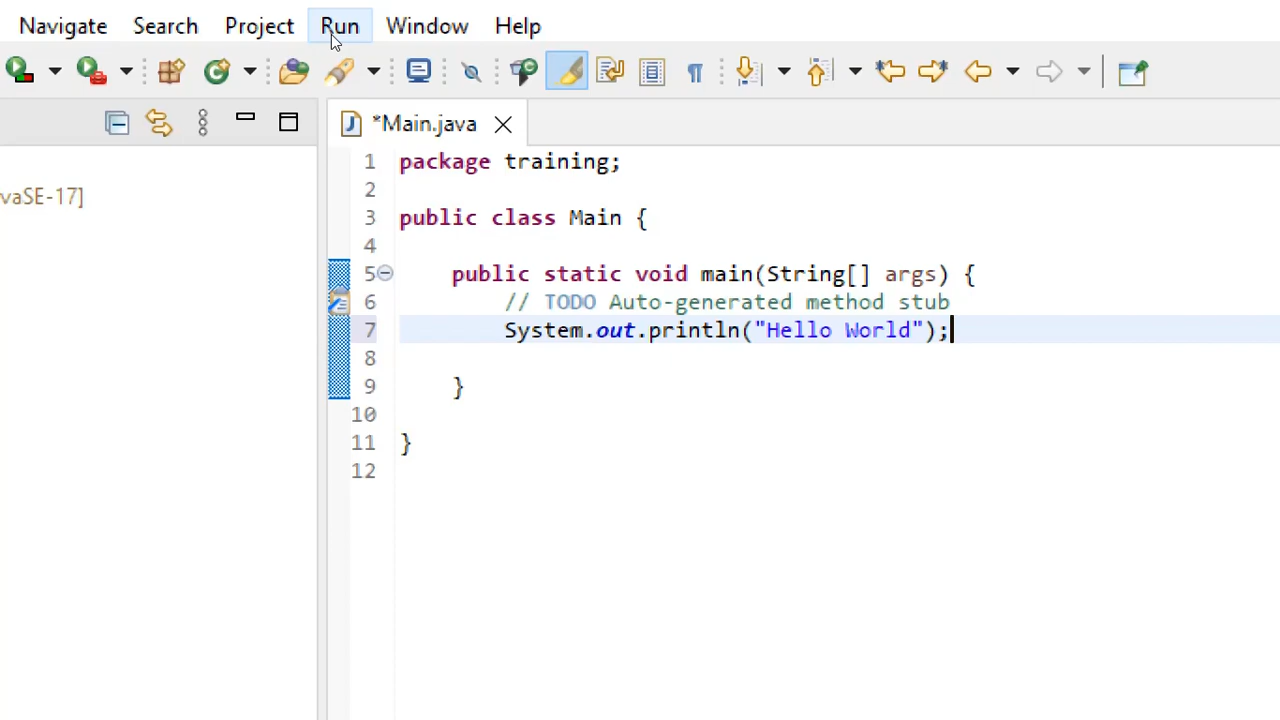 Navigate Search Project Run Window Help
*Main.java
vaSE-17]
1 package training;
2
3 public class Main {
4
5 public static void main(String[] args) {
6 // TODO Auto-generated method stub
7 System.out.println("Hello World");
8
9 }
10
11 }
12